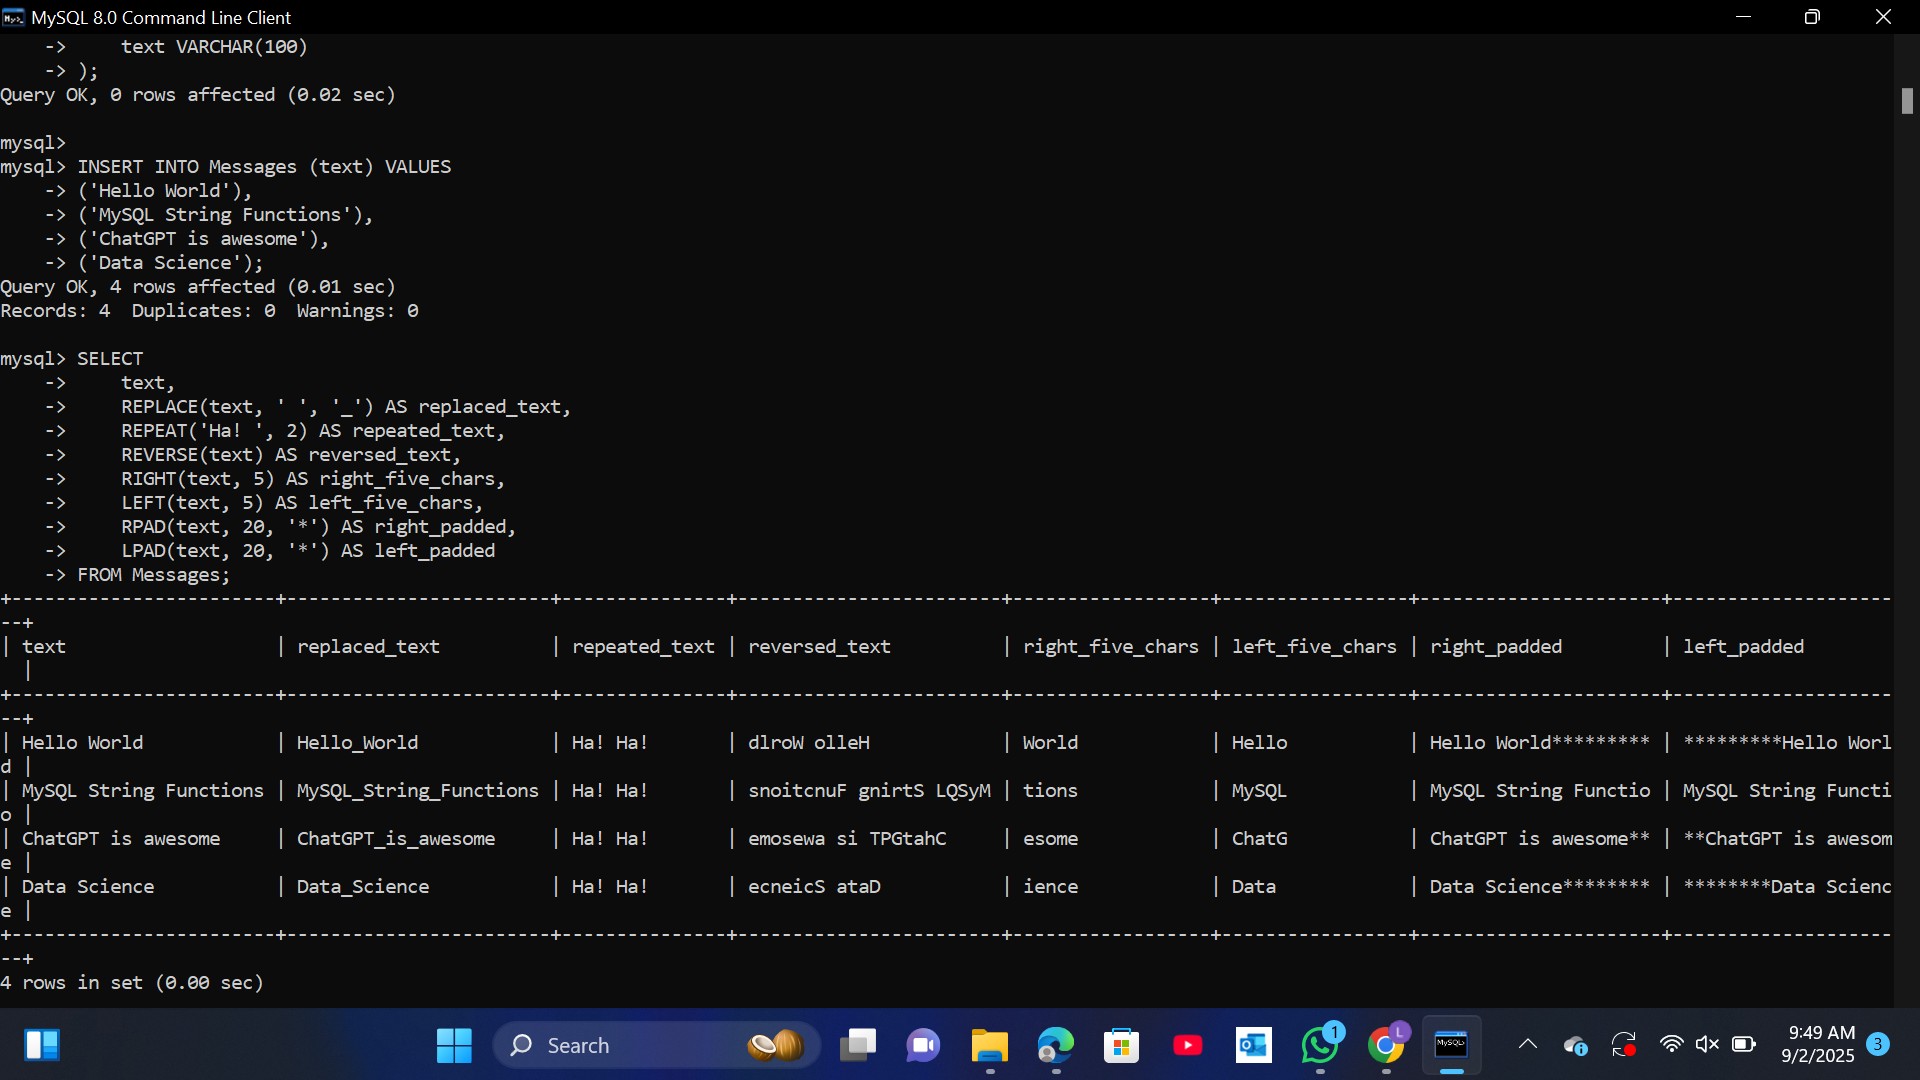 MySQL 8.0 Command Line Client
    ->     text VARCHAR(100)
    -> );
Query OK, 0 rows affected (0.02 sec)
mysql>
mysql> INSERT INTO Messages (text) VALUES
    -> ('Hello World'),
    -> ('MySQL String Functions'),
    -> ('ChatGPT is awesome'),
    -> ('Data Science');
Query OK, 4 rows affected (0.01 sec)
Records: 4  Duplicates: 0  Warnings: 0
mysql> SELECT
    ->     text,
    ->     REPLACE(text, ' ', '_') AS replaced_text,
    ->     REPEAT('Ha! ', 2) AS repeated_text,
    ->     REVERSE(text) AS reversed_text,
    ->     RIGHT(text, 5) AS right_five_chars,
    ->     LEFT(text, 5) AS left_five_chars,
    ->     RPAD(text, 20, '*') AS right_padded,
    ->     LPAD(text, 20, '*') AS left_padded
    -> FROM Messages;
+------------------------+------------------------+---------------+------------------------+------------------+-----------------+----------------------+--------------------
--+
| text                   | replaced_text          | repeated_text | reversed_text          | right_five_chars | left_five_chars | right_padded         | left_padded
  |
+------------------------+------------------------+---------------+------------------------+------------------+-----------------+----------------------+--------------------
--+
| Hello World            | Hello_World            | Ha! Ha!       | dlroW olleH            | World            | Hello           | Hello World********* | *********Hello Worl
d |
| MySQL String Functions | MySQL_String_Functions | Ha! Ha!       | snoitcnuF gnirtS LQSyM | tions            | MySQL           | MySQL String Functio | MySQL String Functi
o |
| ChatGPT is awesome     | ChatGPT_is_awesome     | Ha! Ha!       | emosewa si TPGtahC     | esome            | ChatG           | ChatGPT is awesome** | **ChatGPT is awesom
e |
| Data Science           | Data_Science           | Ha! Ha!       | ecneicS ataD           | ience            | Data            | Data Science******** | ********Data Scienc
e |
+------------------------+------------------------+---------------+------------------------+------------------+-----------------+----------------------+--------------------
--+
4 rows in set (0.00 sec)
Search
1
L
MySQL
9:49 AM
9/2/2025
3